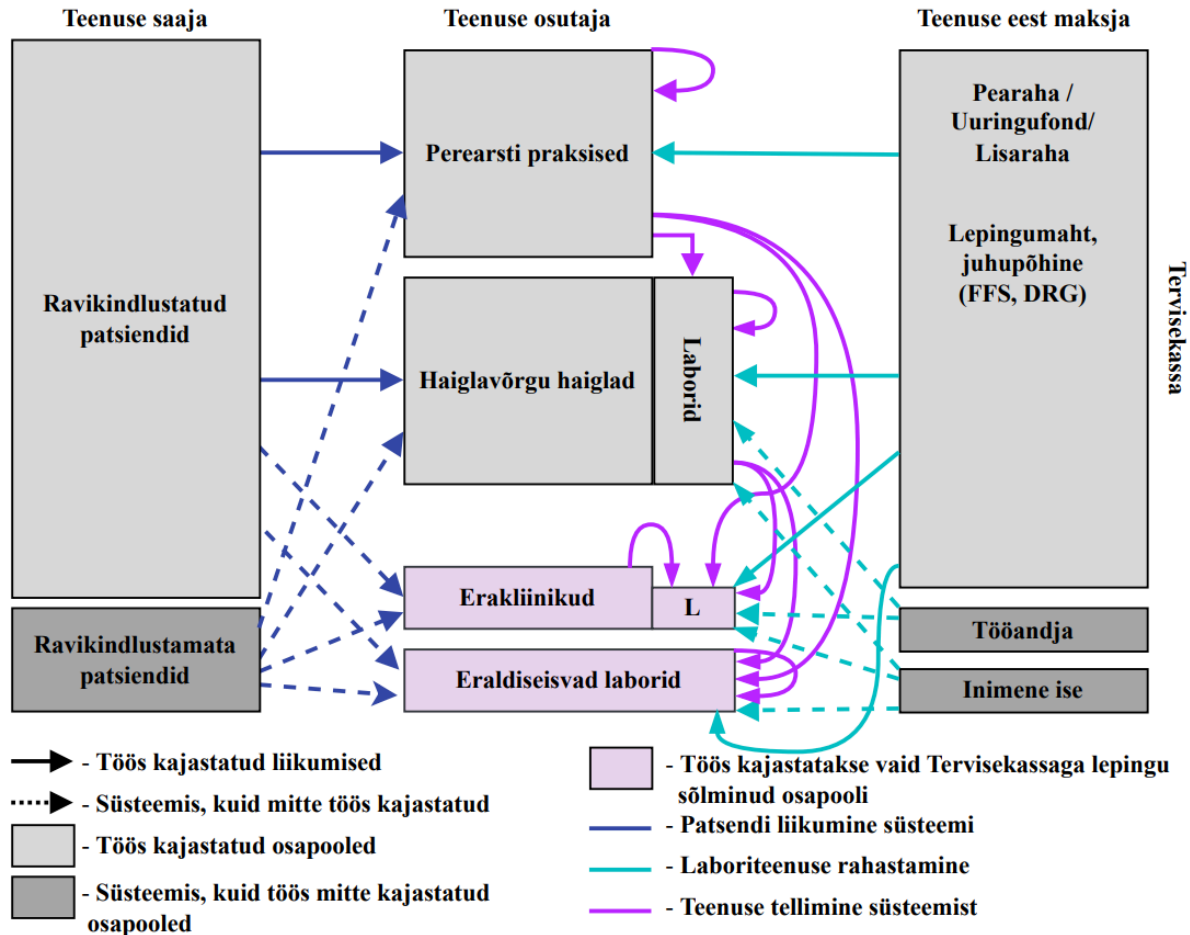 Teenuse saaja
Teenuse osutaja
Teenuse eest maksja
Ravikindlustatud
patsiendid
Ravikindlustamata
patsiendid
Perearsti praksised
Haiglavõrgu haiglad
Laborid
Erakliinikud
L
Eraldiseisvad laborid
Pearaha /
Uuringufond/
Lisaraha
Lepingumaht,
juhupõhine
(FFS, DRG)
Tervisekassa
Tööandja
Inimene ise
- Töös kajastatud liikumised
- Süsteemis, kuid mitte töös kajastatud
- Töös kajastatud osapooled
- Süsteemis, kuid töös mitte kajastatud
osapooled
- Töös kajastatakse vaid Tervisekassaga lepingu
sõlminud osapooli
- Patsendi liikumine süsteemi
- Laboriteenuse rahastamine
- Teenuse tellimine süsteemist